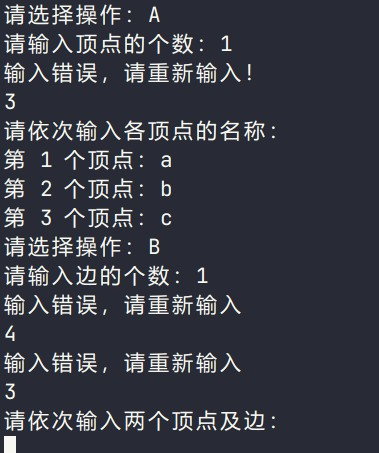 请选择操作: A
请输入顶点的个数: 1
输入错误, 请重新输入!
3
请依次输入各顶点的名称:
第 1 个顶点: a
第 2 个顶点: b
第 3 个顶点: c
请选择操作: B
请输入边的个数: 1
输入错误, 请重新输入
4
输入错误, 请重新输入
3
请依次输入两个顶点及边: